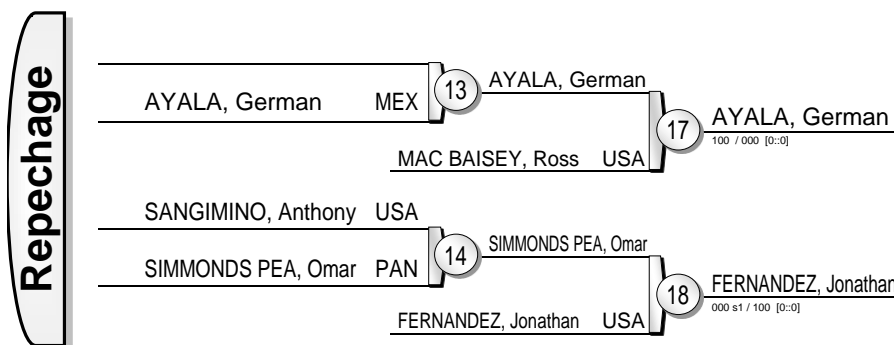 Repechage
AYALA, German MEX
13
AYALA, German
MAC BAISEY, Ross USA
17
AYALA, German
100 / 000 [0::0]
SANGIMINO, Anthony USA
SIMMONDS PEA, Omar PAN
14
SIMMONDS PEA, Omar
FERNANDEZ, Jonathan USA
18
FERNANDEZ, Jonathan
000 s1 / 100 [0::0]